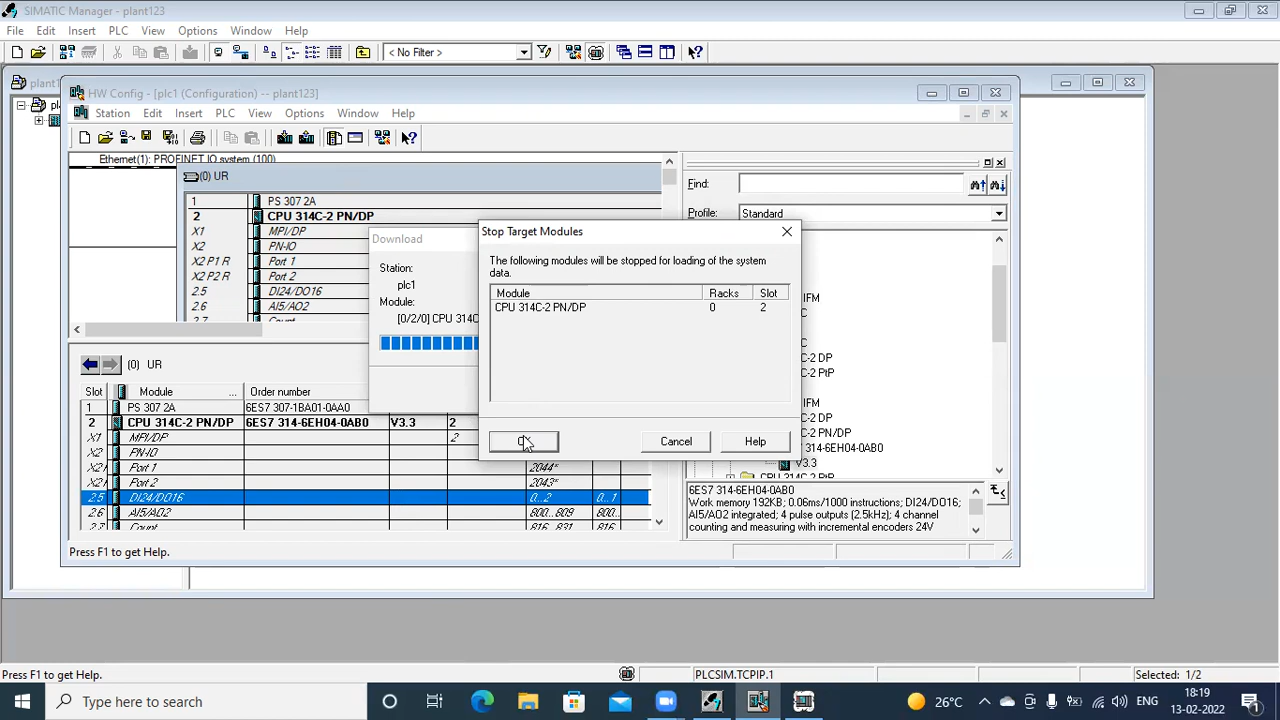 SIMATIC Manager - plant123
File Edit Insert PLC View Options Window Help
< No Filter >
plant1
HW Config - [plc1 (Configuration) -- plant123]
Station Edit Insert PLC View Options Window Help
Ethernet(1): PROFINET IO system (100)
(0) UR
1 PS 307 2A
2 CPU 314C-2 PN/DP
X1 MPI/DP
X2 PN-IO
X2 P1 R Port 1
X2 P2 R Port 2
2.5 DI24/DO16
2.6 AI5/AO2
2.7 Count
Find:
Profile: Standard
IFM
C
C-2 DP
C-2 PtP
IFM
C-2 DP
C-2 PN/DP
6ES7 314-6EH04-0AB0
V3.3
CPU 314C-2 PtP
6ES7 314-6EH04-0AB0
Work memory 192KB; 0.06ms/1000 instructions; DI24/DO16;
AI5/AO2 integrated; 4 pulse outputs (2.5kHz); 4 channel
counting and measuring with incremental encoders 24V
Download
Station:
plc1
Module:
[0/2/0] CPU 314C
Stop Target Modules
The following modules will be stopped for loading of the system
data.
Module Racks Slot
CPU 314C-2 PN/DP 0 2
Cancel Help
(0) UR
Slot Module ... Order number
1 PS 307 2A 6ES7 307-1BA01-0AA0
2 CPU 314C-2 PN/DP 6ES7 314-6EH04-0AB0 V3.3 2
X1 MPI/DP 2
X2 PN-IO
X2 Port 1 2044*
X2 Port 2 2043*
2.5 DI24/DO16 0...2 0...1
2.6 AI5/AO2 800...809 800...
Count 816...831 816...
Press F1 to get Help.
Press F1 to get Help. PLCSIM.TCPIP.1 Selected: 1/2
Type here to search
26°C
ENG
18:19
13-02-2022